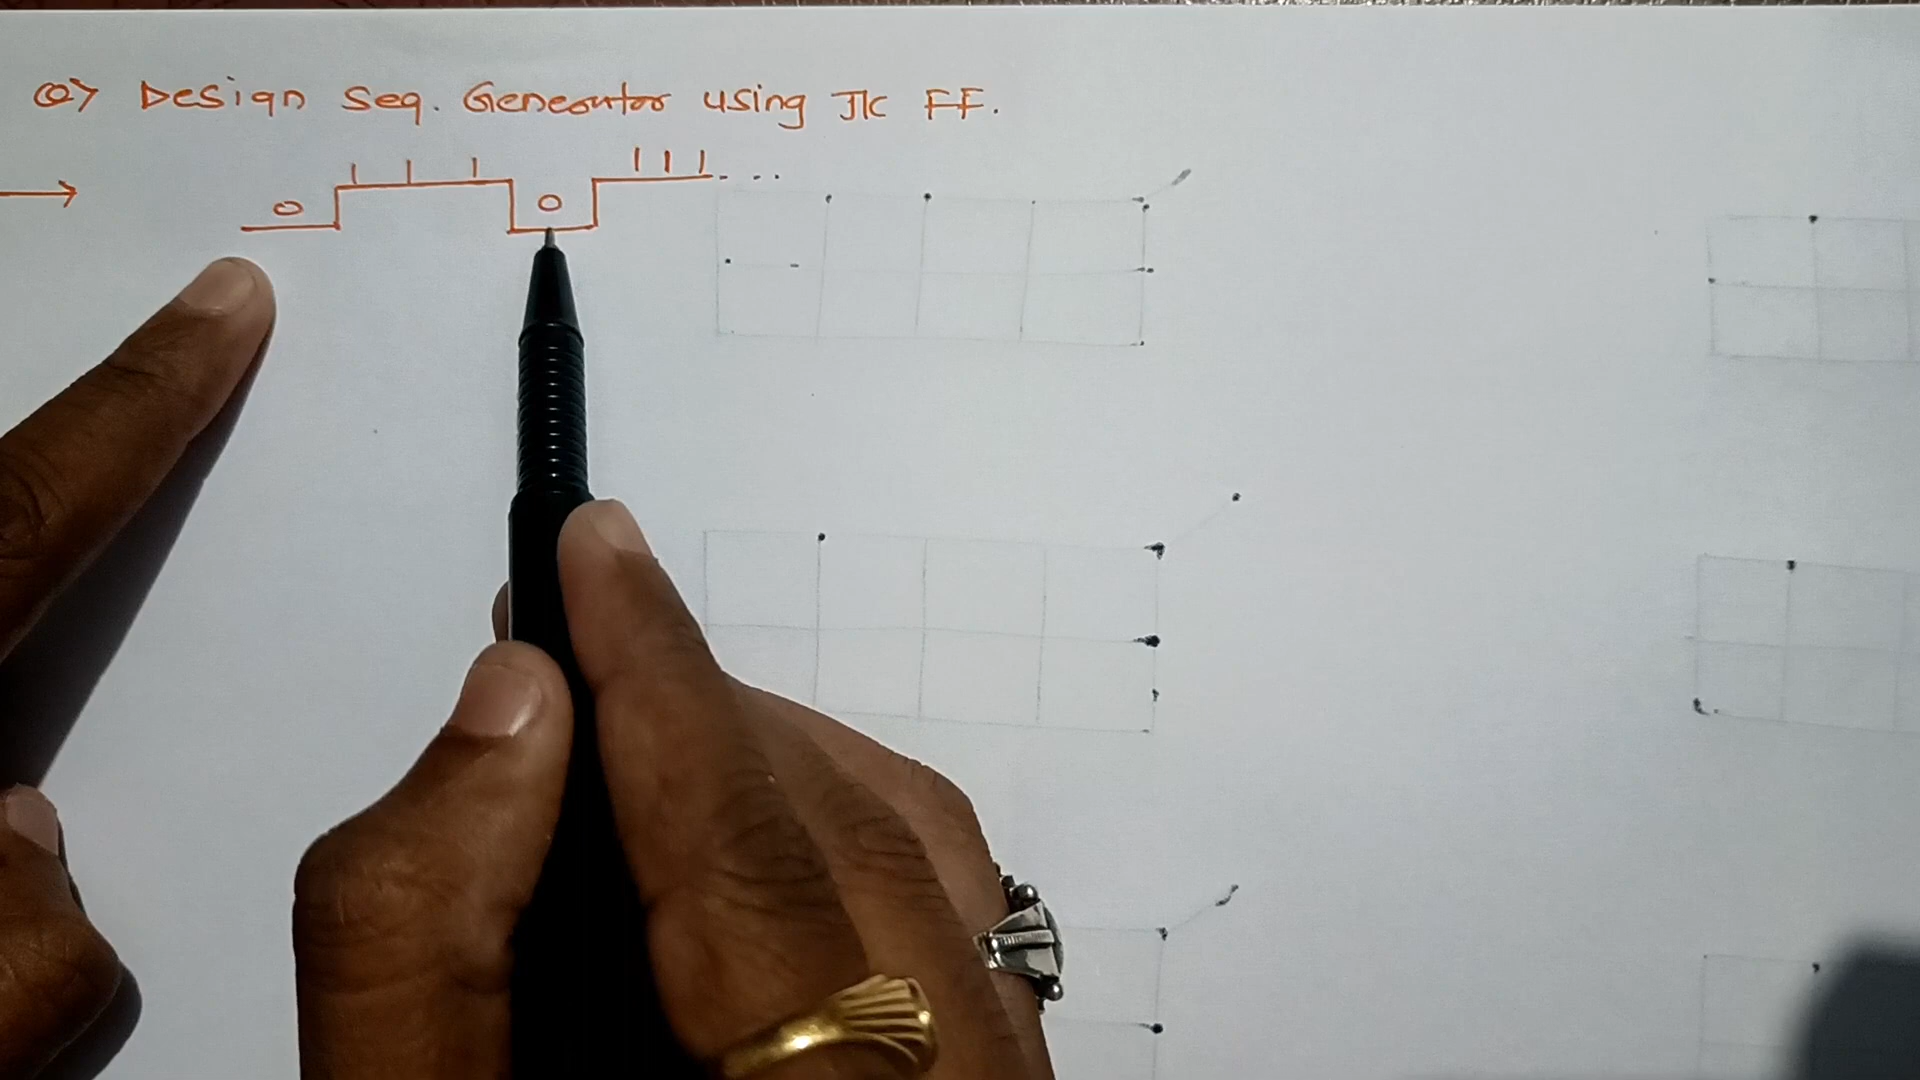 Q> Design Seq. Generator using JK FF.
→ 0 1 1 1 0 1 1 1 ...